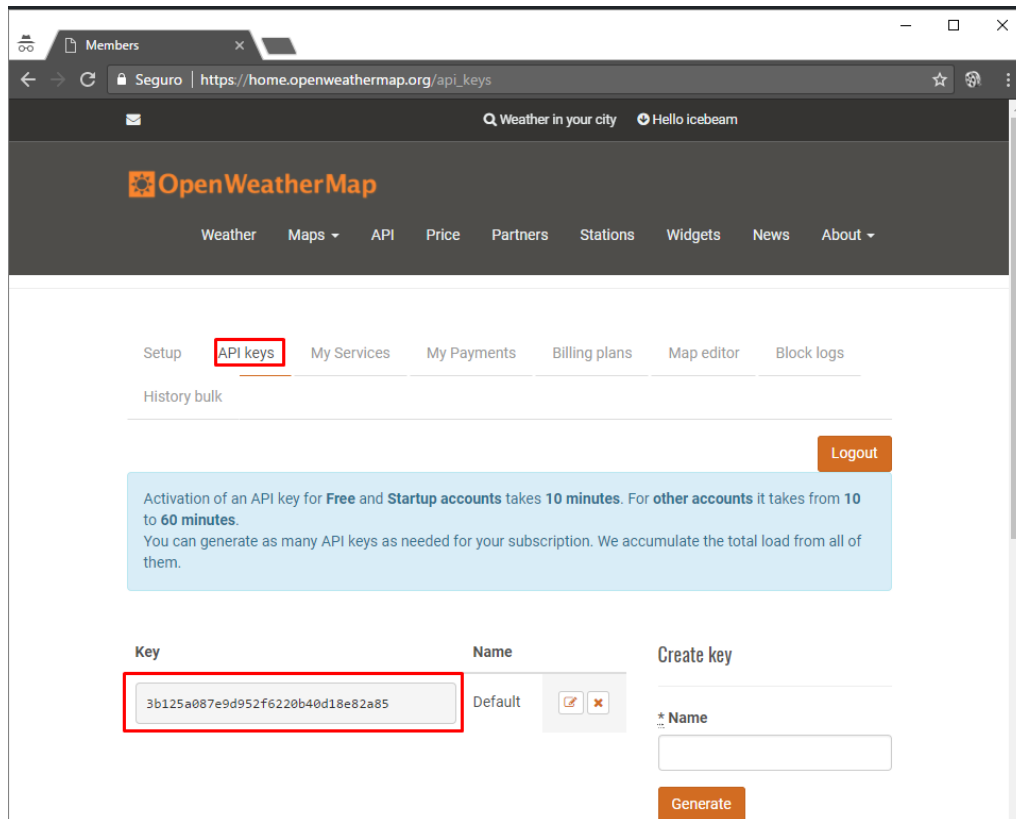 Members
Seguro https://home.openweathermap.org/api_keys
Weather in your city Hello icebeam
OpenWeatherMap
Weather Maps API Price Partners Stations Widgets News About
Setup API keys My Services My Payments Billing plans Map editor Block logs
History bulk
Logout
Activation of an API key for Free and Startup accounts takes 10 minutes. For other accounts it takes from 10
to 60 minutes.
You can generate as many API keys as needed for your subscription. We accumulate the total load from all of
them.
Key Name Create key
3b125a087e9d952f6220b40d18e82a85 Default
* Name
Generate